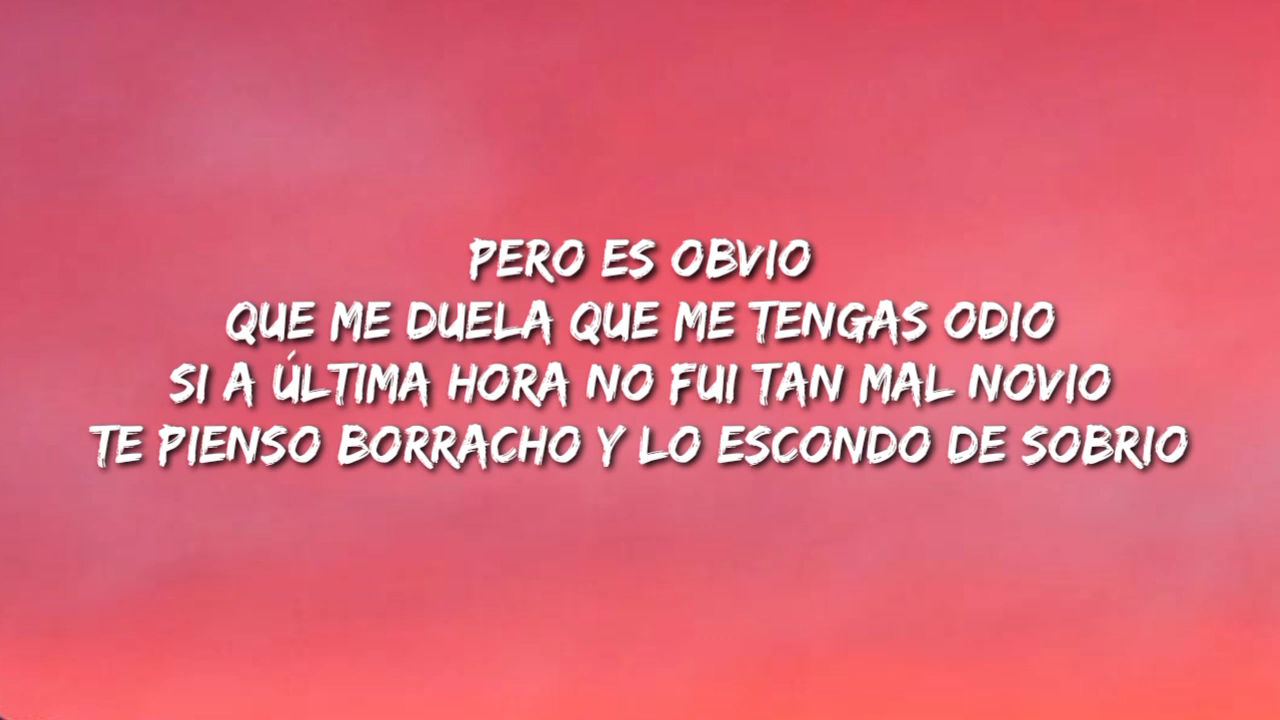 PERO ES OBVIO
QUE ME DUELA QUE ME TENGAS ODIO
SI A ÚLTIMA HORA NO FUI TAN MAL NOVIO
TE PIENSO BORRACHO Y LO ESCONDO DE SOBRIO